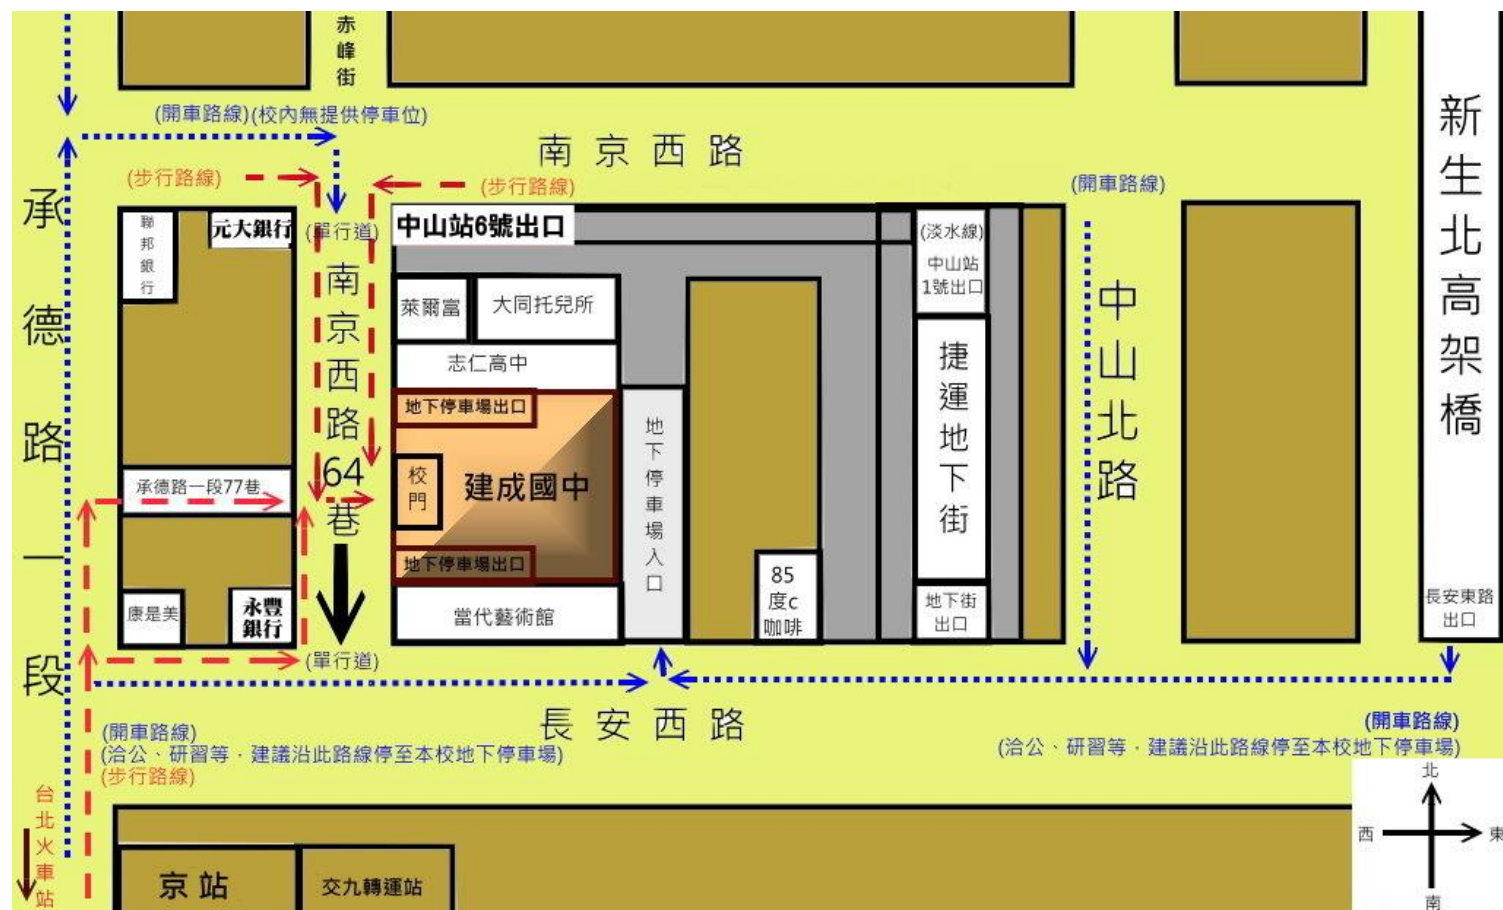 赤峰街
(開車路線)(校內無提供停車位)
南京西路
(步行路線)
(步行路線)
(開車路線)
新生北高架橋
承德路一段
聯邦銀行
元大銀行
(單行道)
中山站6號出口
(淡水線)
中山站
1號出口
南京西路64巷
萊爾富
大同托兒所
中山北路
志仁高中
捷運地下街
地下停車場出口
地下停車場入口
校門
建成國中
承德路一段77巷
地下停車場出口
85
度c
咖啡
康是美
永豐
銀行
當代藝術館
地下街
出口
長安東路
出口
(單行道)
長安西路
(開車路線)
(洽公、研習等，建議沿此路線停至本校地下停車場)
(步行路線)
(開車路線)
(洽公、研習等，建議沿此路線停至本校地下停車場)
台北火車站
京站
交九轉運站
北
西
東
南